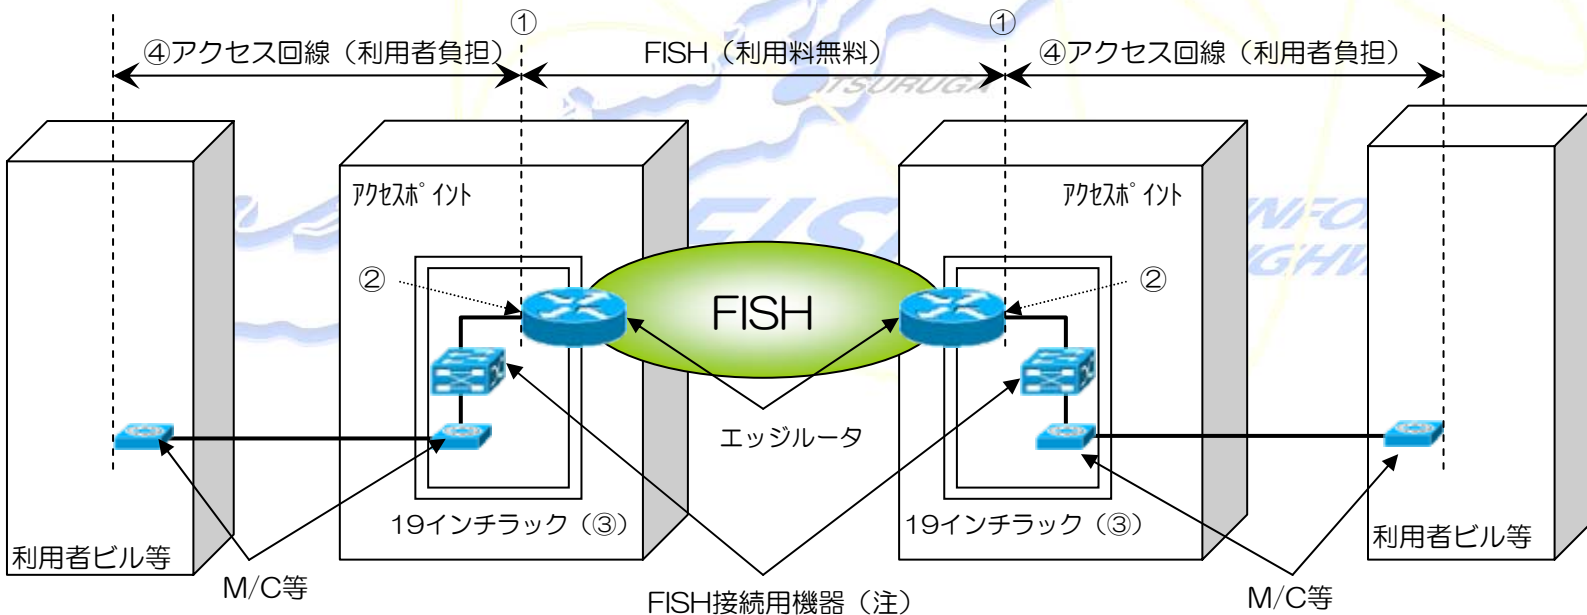 ①
①
④アクセス回線（利用者負担）
FISH（利用料無料）
④アクセス回線（利用者負担）
TSURUGA
ｱｸｾｽﾎﾟｲﾝﾄ
ｱｸｾｽﾎﾟｲﾝﾄ
FISH
INFO
HIGHW
②
②
FISH
エッジルータ
19インチラック（③）
19インチラック（③）
利用者ビル等
利用者ビル等
M/C等
FISH接続用機器（注）
M/C等